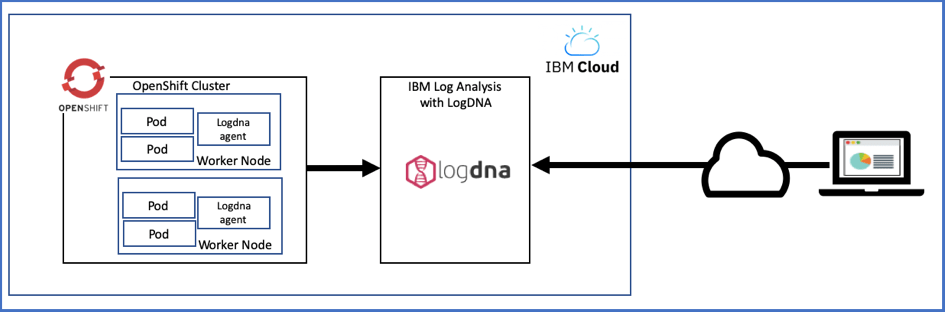 IBM Cloud
OPENSHIFT
OpenShift Cluster
Pod
Pod
Logdna
agent
Worker Node
Pod
Pod
Logdna
agent
Worker Node
IBM Log Analysis
with LogDNA
logdna